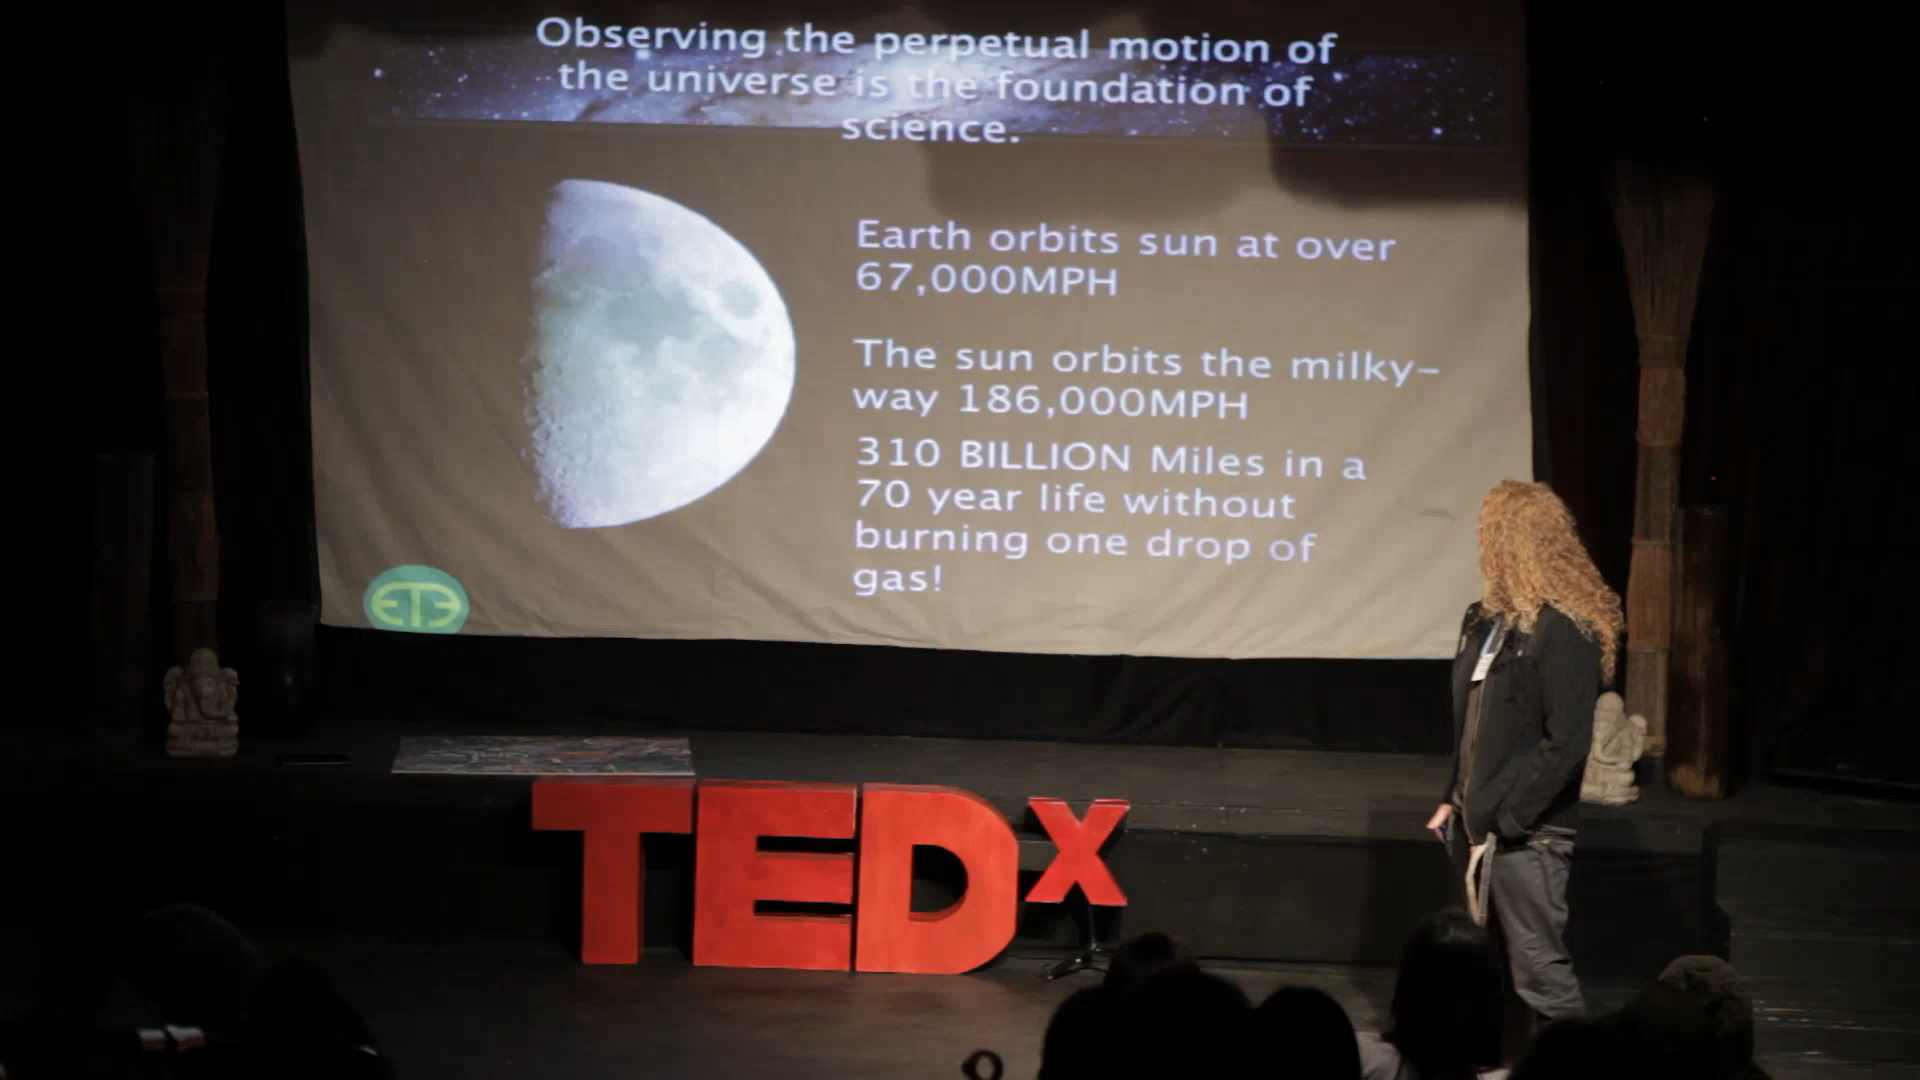 Observing the perpetual motion of
the universe is the foundation of
science.
Earth orbits sun at over
67,000MPH
The sun orbits the milky-
way 186,000MPH
310 BILLION Miles in a
70 year life without
burning one drop of
gas!
ETE
TEDx